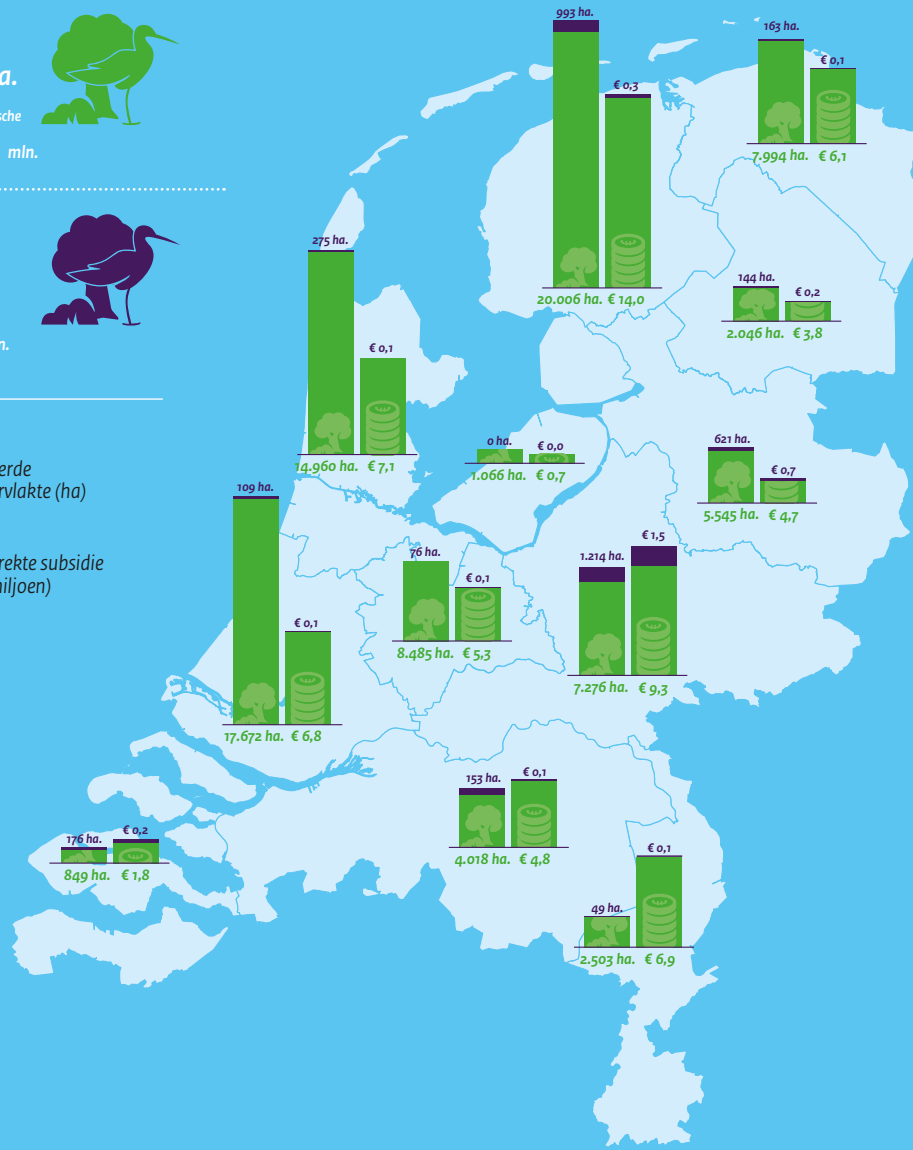 a.
sche
mln.
n.
erde
rvlakte (ha)
rekte subsidie
niljoen)
993 ha.
€ 0,3
20.006 ha. € 14,0
163 ha.
€ 0,1
7.994 ha. € 6,1
275 ha.
€ 0,1
14.960 ha. € 7,1
144 ha.
€ 0,2
2.046 ha. € 3,8
0 ha.
€ 0,0
1.066 ha. € 0,7
621 ha.
€ 0,7
5.545 ha. € 4,7
109 ha.
€ 0,1
17.672 ha. € 6,8
76 ha.
€ 0,1
8.485 ha. € 5,3
1.214 ha.
€ 1,5
7.276 ha. € 9,3
153 ha.
€ 0,1
4.018 ha. € 4,8
176 ha.
€ 0,2
849 ha. € 1,8
49 ha.
€ 0,1
2.503 ha. € 6,9